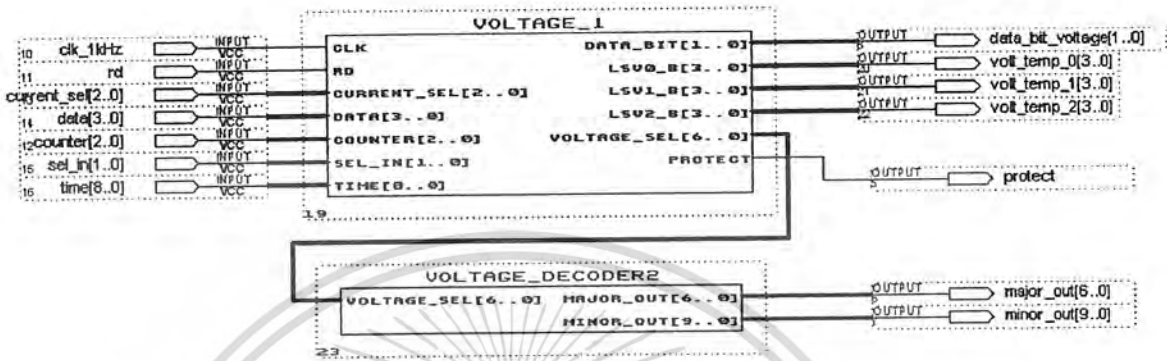 VOLTAGE_1
10 clk_1kHz INPUT VCC CLK
11 rd INPUT VCC RD
current_sel[2..0] INPUT VCC CURRENT_SEL[2..0]
14 data[3..0] INPUT VCC DATA[3..0]
12 counter[2..0] INPUT VCC COUNTER[2..0]
15 sel_in[1..0] INPUT VCC SEL_IN[1..0]
16 time[8..0] INPUT VCC TIME[8..0]
DATA_BIT[1..0] OUTPUT data_bit_voltage[1..0]
LSV0_B[3..0] OUTPUT volt_temp_0[3..0]
LSV1_B[3..0] OUTPUT volt_temp_1[3..0]
LSV2_B[3..0] OUTPUT volt_temp_2[3..0]
VOLTAGE_SEL[6..0]
PROTECT OUTPUT protect
19
VOLTAGE_DECODER2
VOLTAGE_SEL[6..0] MAJOR_OUT[6..0] OUTPUT major_out[6..0]
MINOR_OUT[9..0] OUTPUT minor_out[9..0]
23